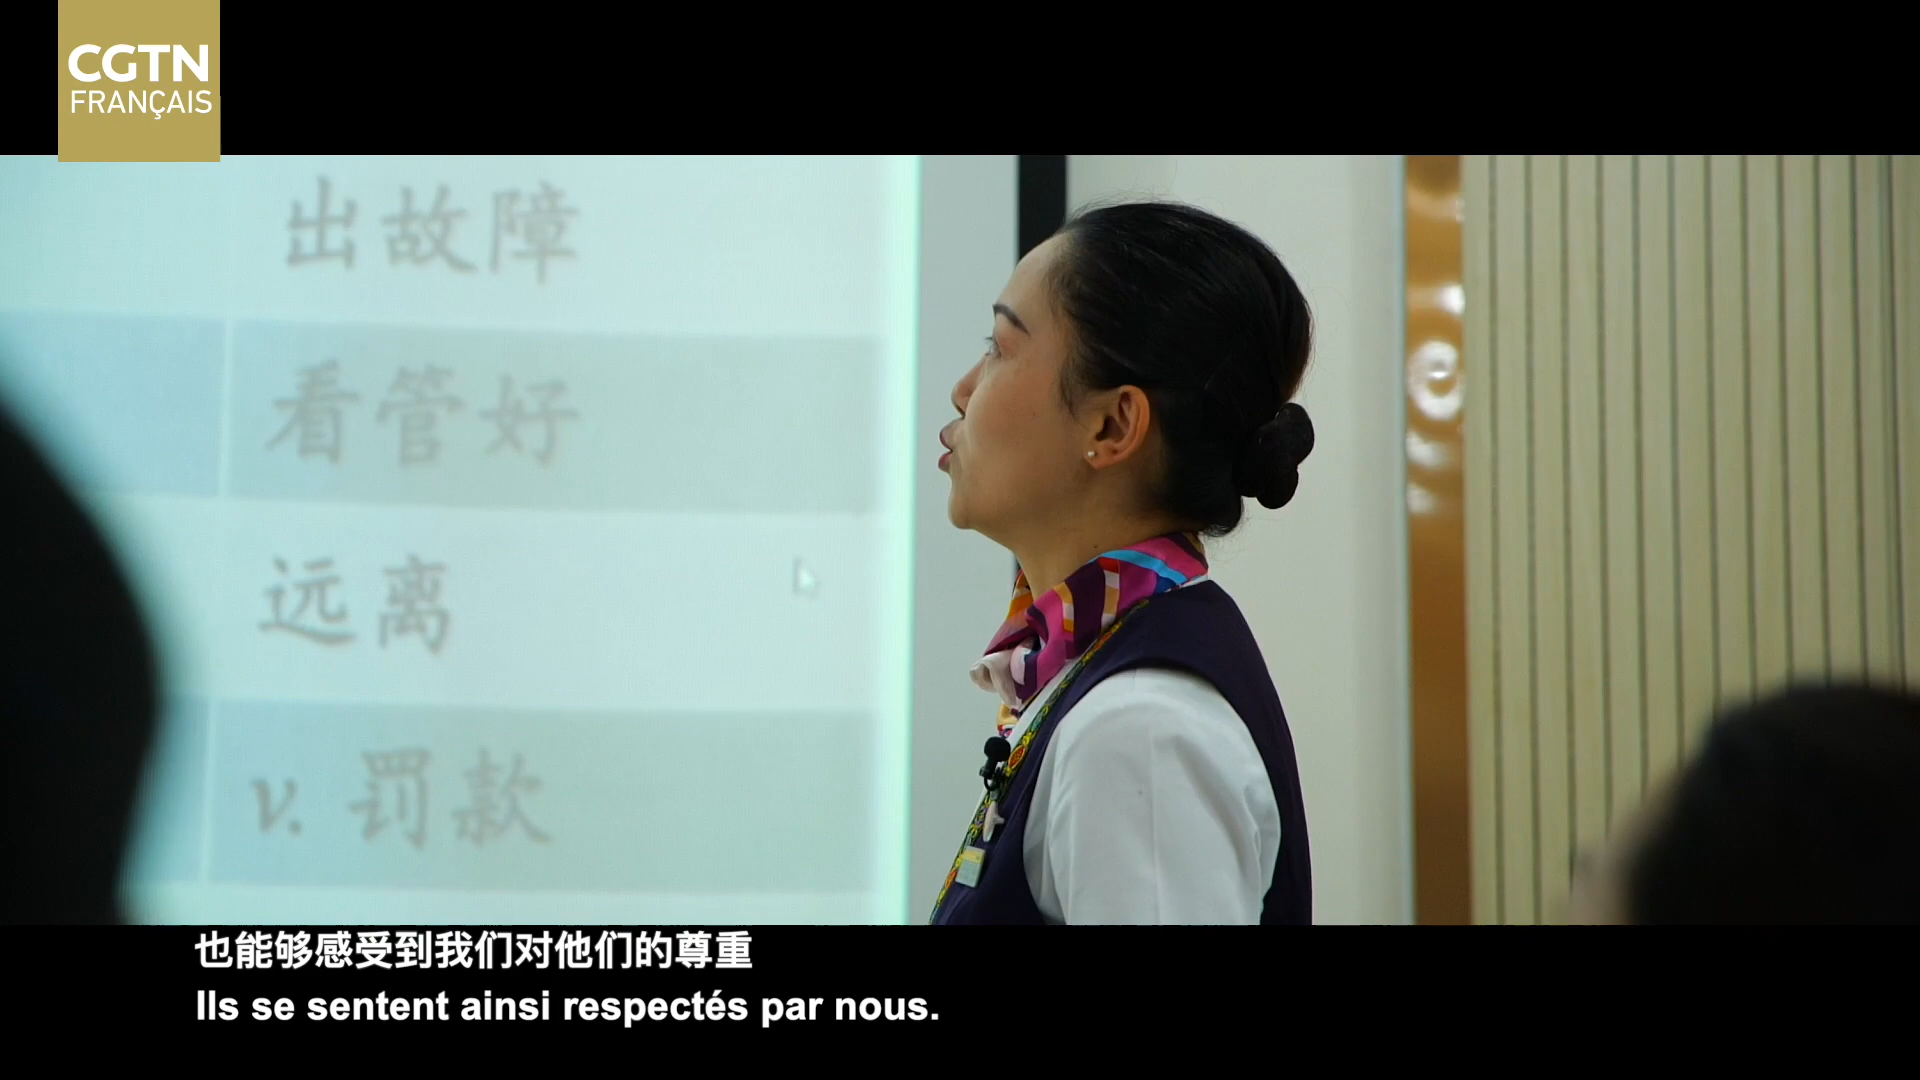 CGTN
FRANÇAIS
出故障
看管好
远离
v. 罚款
也能够感受到我们对他们的尊重
Ils se sentent ainsi respectés par nous.